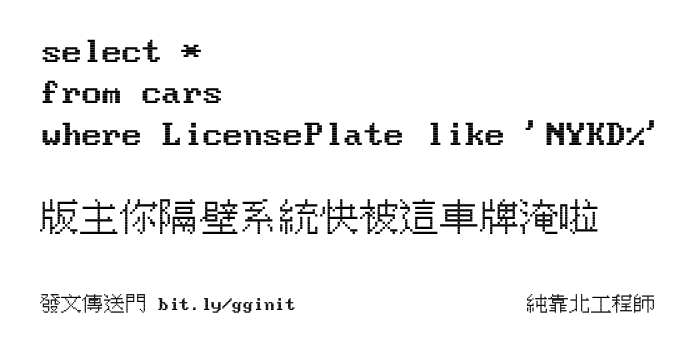 select *
from cars
where LicensePlate like 'NYKD%'
版主你隔壁系統快被這車牌淹啦
發文傳送門 bit.ly/gginit
純靠北工程師